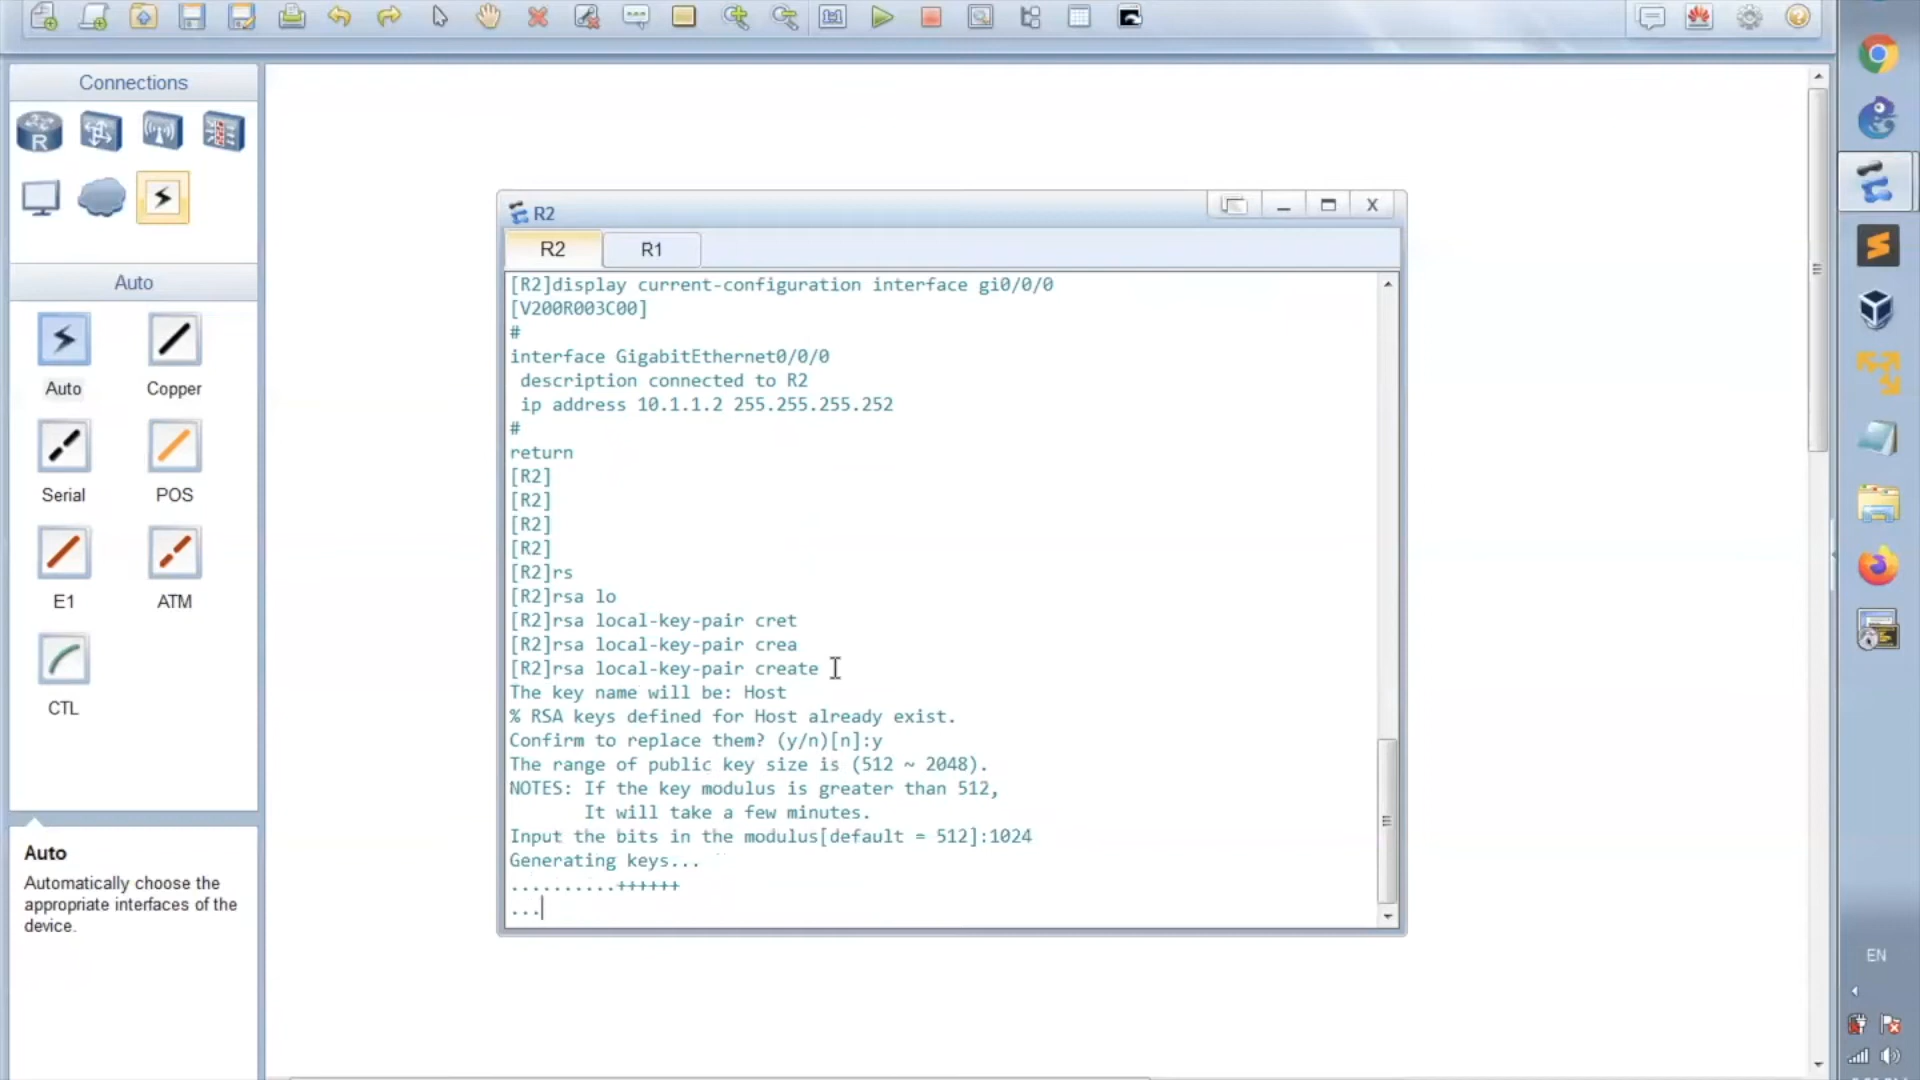 Connections
Auto
Auto
Copper
Serial
POS
E1
ATM
CTL
Auto
Automatically choose the
appropriate interfaces of the
device.
R2
R2
R1
[R2]display current-configuration interface gi0/0/0
[V200R003C00]
#
interface GigabitEthernet0/0/0
description connected to R2
ip address 10.1.1.2 255.255.255.252
#
return
[R2]
[R2]
[R2]
[R2]
[R2]rs
[R2]rsa lo
[R2]rsa local-key-pair cret
[R2]rsa local-key-pair crea
[R2]rsa local-key-pair create
The key name will be: Host
% RSA keys defined for Host already exist.
Confirm to replace them? (y/n)[n]:y
The range of public key size is (512 ~ 2048).
NOTES: If the key modulus is greater than 512,
It will take a few minutes.
Input the bits in the modulus[default = 512]:1024
Generating keys...
..........++++++
...
EN